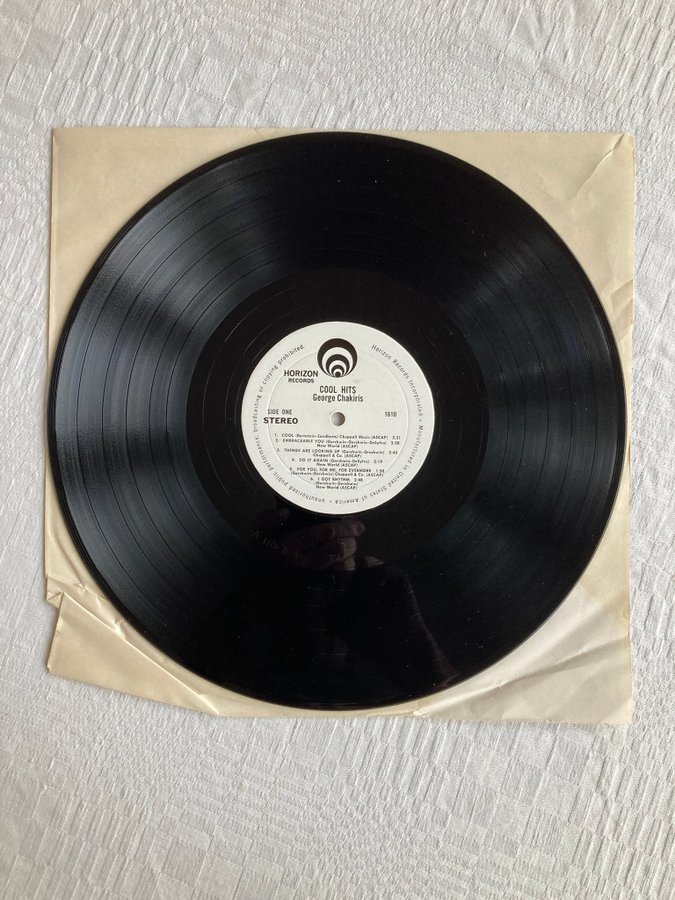 HORIZON
RECORDS
COOL HITS
George Chakiris
SIDE ONE
STEREO
1610
1. COOL (Bernstein-Sondheim) Chappell Music (ASCAP) 2:21
2. EMBRACEABLE YOU (Gershwin-Gershwin-DeSylva) 2:58
New World (ASCAP)
3. THINGS ARE LOOKING UP (Gershwin-Gershwin) 2:45
Chappell & Co. (ASCAP)
4. DO IT AGAIN (Gershwin-DeSylva) 2:19
New World (ASCAP)
5. FOR YOU, FOR ME, FOR EVERMORE 1:58
(Gershwin-Gershwin) Chappell & Co. (ASCAP)
6. I GOT RHYTHM 2:48
(Gershwin-Gershwin)
New World (ASCAP)
Horizon Records Incorporated • Manufactured in United States of America • unauthorized public performance, broadcasting or copying prohibited.